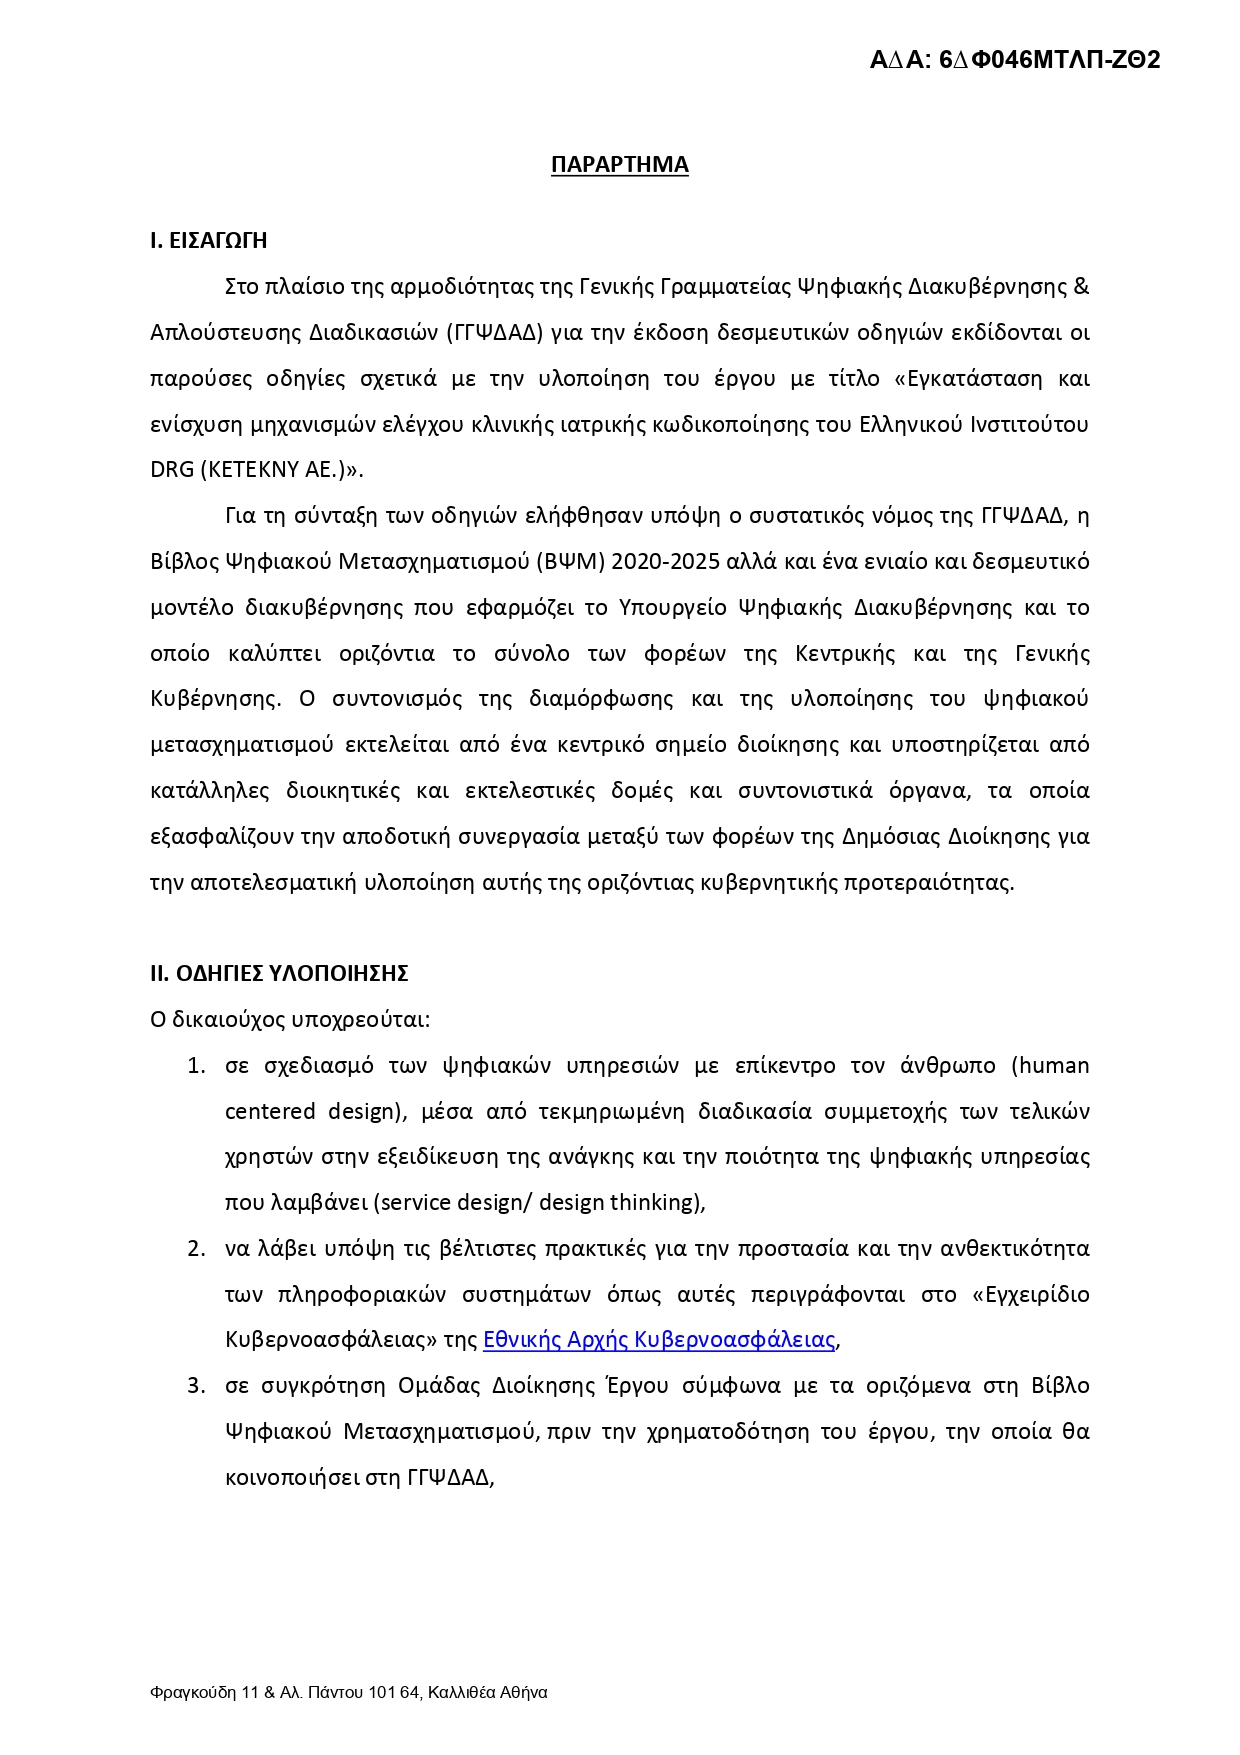 ΑΔΑ: 6ΔΦ046ΜΤΛΠ-ΖΘ2
ΠΑΡΑΡΤΗΜΑ
Ι. ΕΙΣΑΓΩΓΗ
Στο πλαίσιο της αρμοδιότητας της Γενικής Γραμματείας Ψηφιακής Διακυβέρνησης &
Απλούστευσης Διαδικασιών (ΓΓΨΔΑΔ) για την έκδοση δεσμευτικών οδηγιών εκδίδονται οι
παρούσες οδηγίες σχετικά με την υλοποίηση του έργου με τίτλο «Εγκατάσταση και
ενίσχυση μηχανισμών ελέγχου κλινικής ιατρικής κωδικοποίησης του Ελληνικού Ινστιτούτου
DRG (ΚΕΤΕΚΝΥ ΑΕ.)».
Για τη σύνταξη των οδηγιών ελήφθησαν υπόψη ο συστατικός νόμος της ΓΓΨΔΑΔ, η
Βίβλος Ψηφιακού Μετασχηματισμού (ΒΨΜ) 2020-2025 αλλά και ένα ενιαίο και δεσμευτικό
μοντέλο διακυβέρνησης που εφαρμόζει το Υπουργείο Ψηφιακής Διακυβέρνησης και το
οποίο καλύπτει οριζόντια το σύνολο των φορέων της Κεντρικής και της Γενικής
Κυβέρνησης. Ο συντονισμός της διαμόρφωσης και της υλοποίησης του ψηφιακού
μετασχηματισμού εκτελείται από ένα κεντρικό σημείο διοίκησης και υποστηρίζεται από
κατάλληλες διοικητικές και εκτελεστικές δομές και συντονιστικά όργανα, τα οποία
εξασφαλίζουν την αποδοτική συνεργασία μεταξύ των φορέων της Δημόσιας Διοίκησης για
την αποτελεσματική υλοποίηση αυτής της οριζόντιας κυβερνητικής προτεραιότητας.
ΙΙ. ΟΔΗΓΙΕΣ ΥΛΟΠΟΙΗΣΗΣ
Ο δικαιούχος υποχρεούται:
1. σε σχεδιασμό των ψηφιακών υπηρεσιών με επίκεντρο τον άνθρωπο (human
centered design), μέσα από τεκμηριωμένη διαδικασία συμμετοχής των τελικών
χρηστών στην εξειδίκευση της ανάγκης και την ποιότητα της ψηφιακής υπηρεσίας
που λαμβάνει (service design/ design thinking),
2. να λάβει υπόψη τις βέλτιστες πρακτικές για την προστασία και την ανθεκτικότητα
των πληροφοριακών συστημάτων όπως αυτές περιγράφονται στο «Εγχειρίδιο
Κυβερνοασφάλειας» της Εθνικής Αρχής Κυβερνοασφάλειας,
3. σε συγκρότηση Ομάδας Διοίκησης Έργου σύμφωνα με τα οριζόμενα στη Βίβλο
Ψηφιακού Μετασχηματισμού, πριν την χρηματοδότηση του έργου, την οποία θα
κοινοποιήσει στη ΓΓΨΔΑΔ,
Φραγκούδη 11 & Αλ. Πάντου 101 64, Καλλιθέα Αθήνα